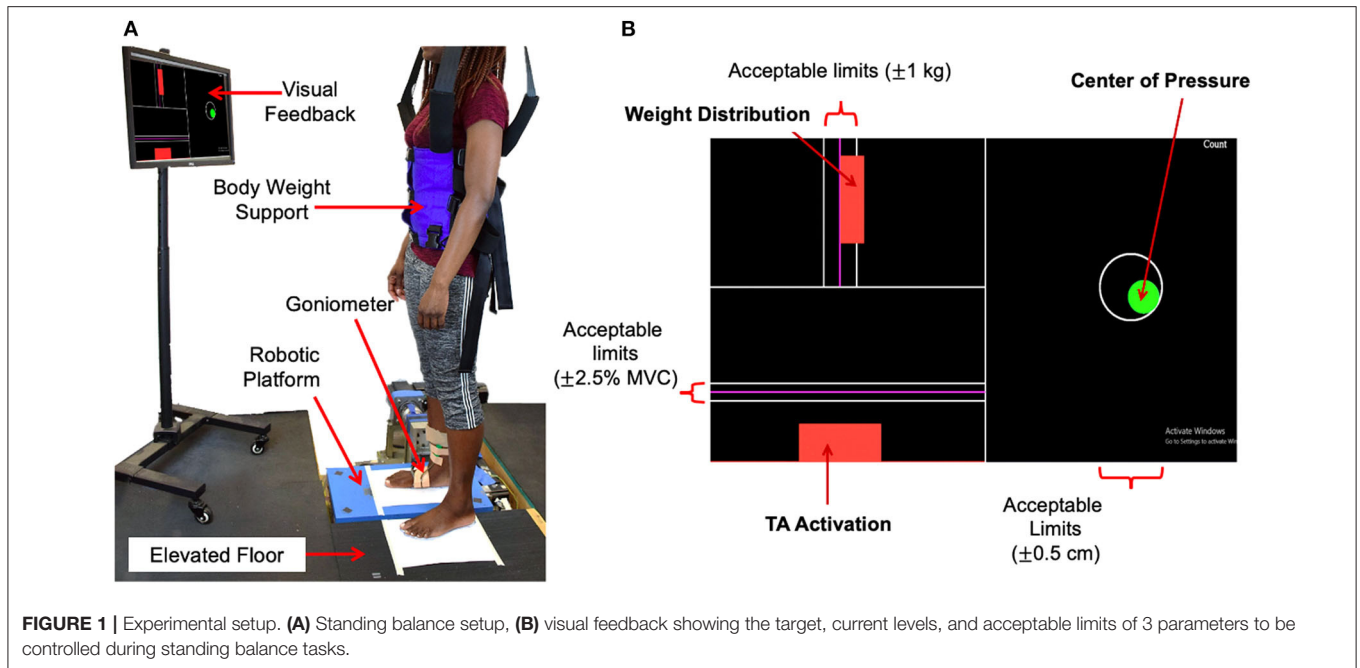 A
Visual
Feedback
Body Weight
Support
Goniometer
Robotic
Platform
Elevated Floor
B
Acceptable limits (±1 kg)
Center of Pressure
Weight Distribution
Count
Acceptable
limits
(±2.5% MVC)
Activate Windows
Go to Settings to activate Win
TA Activation
Acceptable
Limits
(±0.5 cm)
FIGURE 1 | Experimental setup. (A) Standing balance setup, (B) visual feedback showing the target, current levels, and acceptable limits of 3 parameters to be
controlled during standing balance tasks.